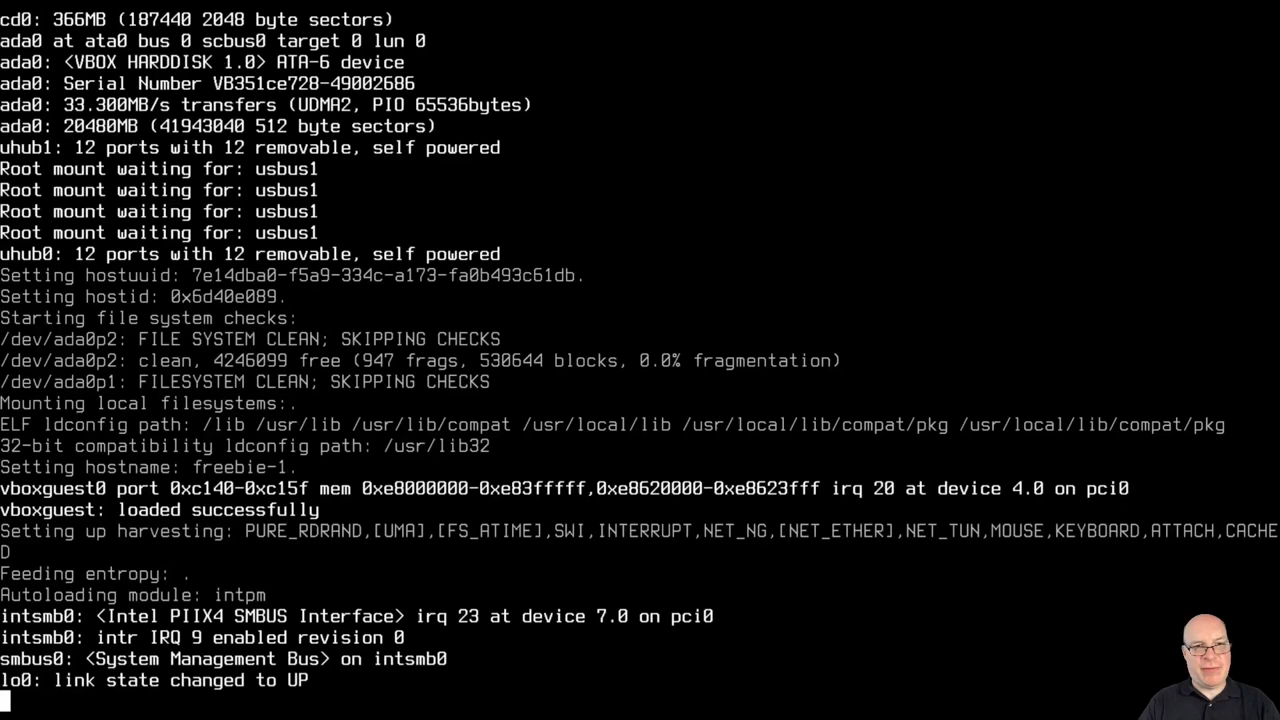 cd0: 366MB (187440 2048 byte sectors)
ada0 at ata0 bus 0 scbus0 target 0 lun 0
ada0: <VBOX HARDDISK 1.0> ATA-6 device
ada0: Serial Number VB351ce728-49002686
ada0: 33.300MB/s transfers (UDMA2, PIO 65536bytes)
ada0: 20480MB (41943040 512 byte sectors)
uhub1: 12 ports with 12 removable, self powered
Root mount waiting for: usbus1
Root mount waiting for: usbus1
Root mount waiting for: usbus1
Root mount waiting for: usbus1
uhub0: 12 ports with 12 removable, self powered
Setting hostuuid: 7e14dba0-f5a9-334c-a173-fa0b493c61db.
Setting hostid: 0x6d40e089.
Starting file system checks:
/dev/ada0p2: FILE SYSTEM CLEAN; SKIPPING CHECKS
/dev/ada0p2: clean, 4246099 free (947 frags, 530644 blocks, 0.0% fragmentation)
/dev/ada0p1: FILESYSTEM CLEAN; SKIPPING CHECKS
Mounting local filesystems:.
ELF ldconfig path: /lib /usr/lib /usr/lib/compat /usr/local/lib /usr/local/lib/compat/pkg /usr/local/lib/compat/pkg
32-bit compatibility ldconfig path: /usr/lib32
Setting hostname: freebie-1.
vboxguest0 port 0xc140-0xc15f mem 0xe8000000-0xe83fffff,0xe8620000-0xe8623fff irq 20 at device 4.0 on pci0
vboxguest: loaded successfully
Setting up harvesting: PURE_RDRAND,[UMA],[FS_ATIME],SWI,INTERRUPT,NET_NG,[NET_ETHER],NET_TUN,MOUSE,KEYBOARD,ATTACH,CACHE
D
Feeding entropy: .
Autoloading module: intpm
intsmb0: <Intel PIIX4 SMBUS Interface> irq 23 at device 7.0 on pci0
intsmb0: intr IRQ 9 enabled revision 0
smbus0: <System Management Bus> on intsmb0
lo0: link state changed to UP